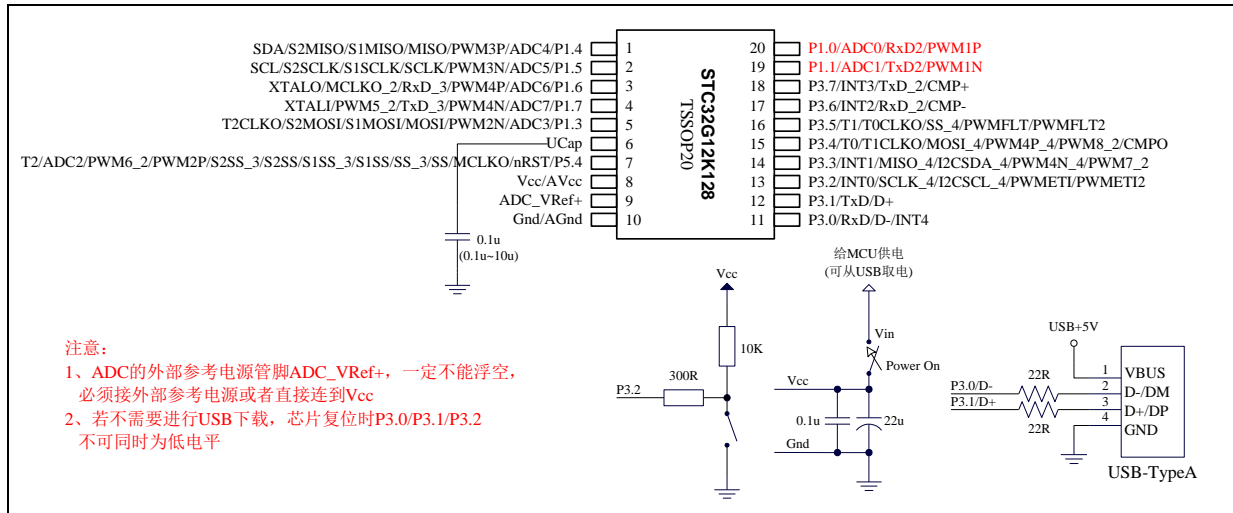 SDA/S2MISO/S1MISO/MISO/PWM3P/ADC4/P1.4
SCL/S2SCLK/S1SCLK/SCLK/PWM3N/ADC5/P1.5
XTALO/MCLKO_2/RxD_3/PWM4P/ADC6/P1.6
XTALI/PWM5_2/TxD_3/PWM4N/ADC7/P1.7
T2CLKO/S2MOSI/S1MOSI/MOSI/PWM2N/ADC3/P1.3
UCap
T2/ADC2/PWM6_2/PWM2P/S2SS_3/S2SS/S1SS_3/S1SS/SS_3/SS/MCLKO/nRST/P5.4
Vcc/AVcc
ADC_VRef+
Gnd/AGnd
1
2
3
4
5
6
7
8
9
10
STC32G12K128
TSSOP20
20
19
18
17
16
15
14
13
12
11
P1.0/ADC0/RxD2/PWM1P
P1.1/ADC1/TxD2/PWM1N
P3.7/INT3/TxD_2/CMP+
P3.6/INT2/RxD_2/CMP-
P3.5/T1/T0CLKO/SS_4/PWMFLT/PWMFLT2
P3.4/T0/T1CLKO/MOSI_4/PWM4P_4/PWM8_2/CMPO
P3.3/INT1/MISO_4/I2CSDA_4/PWM4N_4/PWM7_2
P3.2/INT0/SCLK_4/I2CSCL_4/PWMETI/PWMETI2
P3.1/TxD/D+
P3.0/RxD/D-/INT4
0.1u
(0.1u~10u)
注意：
1、ADC的外部参考电源管脚ADC_VRef+，一定不能浮空，
必须接外部参考电源或者直接连到Vcc
2、若不需要进行USB下载，芯片复位时P3.0/P3.1/P3.2
不可同时为低电平
Vcc
10K
300R
P3.2
给MCU供电
(可从USB取电)
Vin
Power On
Vcc
0.1u
22u
Gnd
USB+5V
22R
P3.0/D-
P3.1/D+
22R
1
2
3
4
VBUS
D-/DM
D+/DP
GND
USB-TypeA